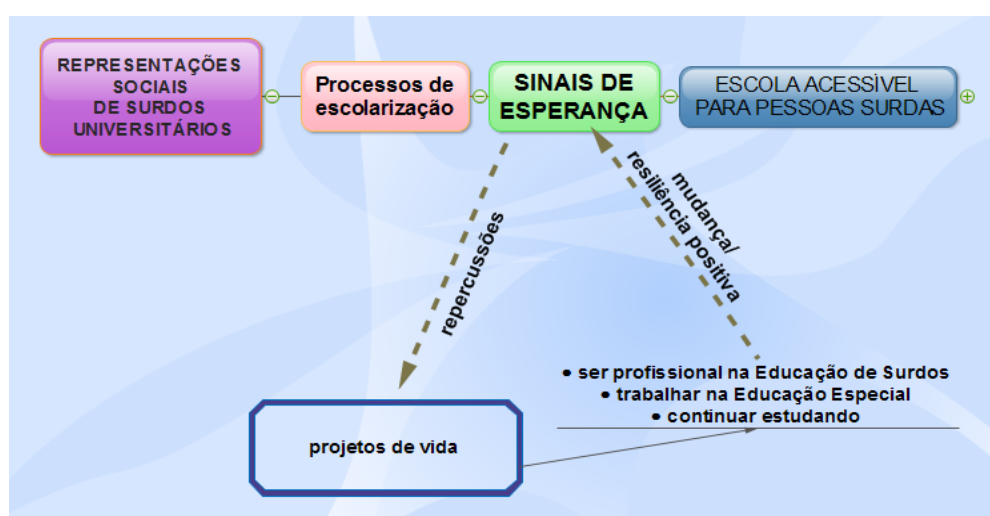 REPRESENTAÇÕES
SOCIAIS
DE SURDOS
UNIVERSITÁRIOS
Processos de
escolarização
SINAIS DE
ESPERANÇA
ESCOLA ACESSÌVEL
PARA PESSOAS SURDAS
repercussões
mudança/
resiliência positiva
• ser profissional na Educação de Surdos
• trabalhar na Educação Especial
• continuar estudando
projetos de vida